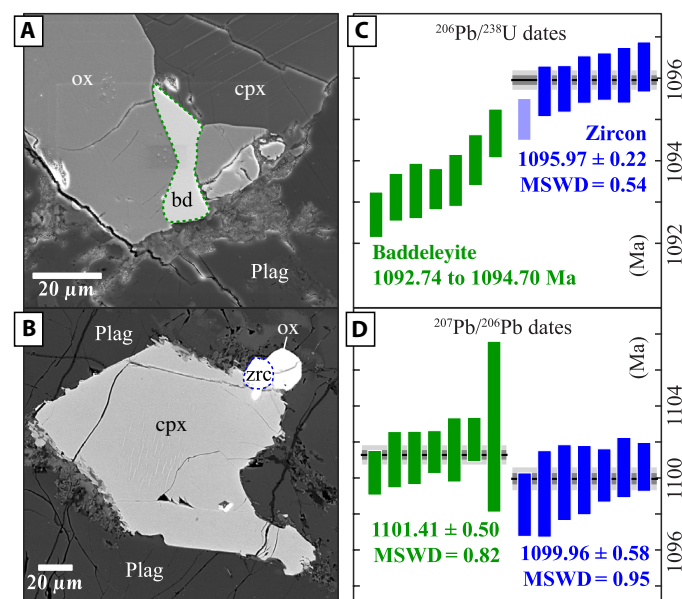 A
ox
cpx
bd
Plag
20 µm
B
Plag
ox
zrc
cpx
Plag
20 µm
C
206Pb/238U dates
1096
Zircon
1095.97 ± 0.22
MSWD = 0.54
1094
Baddeleyite
1092.74 to 1094.70 Ma
1092
(Ma)
D
207Pb/206Pb dates
(Ma)
1104
1100
1101.41 ± 0.50
MSWD = 0.82
1099.96 ± 0.58
MSWD = 0.95
1096